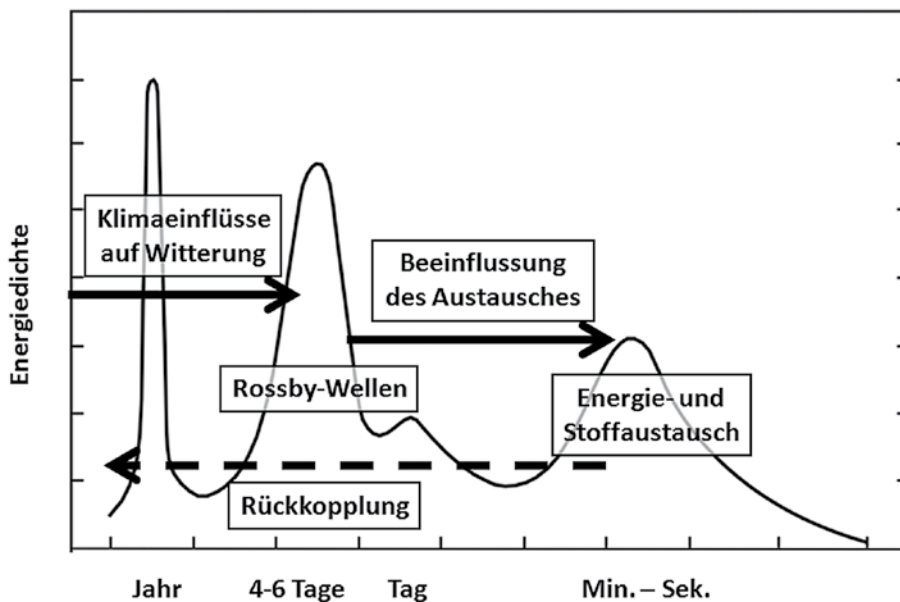 Klimaeinflüsse
auf Witterung
Beeinflussung
des Austausches
Energiedichte
Rossby-Wellen
Energie- und
Stoffaustausch
Rückkopplung
Jahr
4-6 Tage
Tag
Min. – Sek.